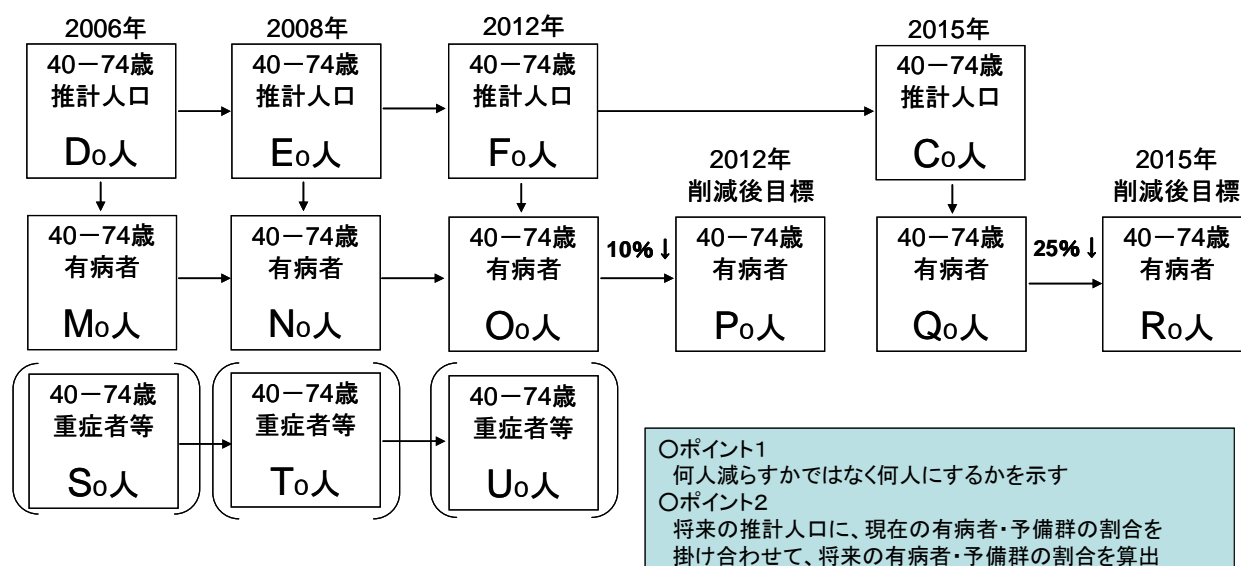 2006年
2008年
2012年
2015年
40－74歳
推計人口
D0人
40－74歳
推計人口
E0人
40－74歳
推計人口
F0人
40－74歳
推計人口
C0人
2012年
削減後目標
2015年
削減後目標
40－74歳
有病者
M0人
40－74歳
有病者
N0人
40－74歳
有病者
O0人
10%↓
40－74歳
有病者
P0人
40－74歳
有病者
Q0人
25%↓
40－74歳
有病者
R0人
40－74歳
重症者等
S0人
40－74歳
重症者等
T0人
40－74歳
重症者等
U0人
○ポイント1
何人減らすかではなく何人にするかを示す
○ポイント2
将来の推計人口に、現在の有病者・予備群の割合を
掛け合わせて、将来の有病者・予備群の割合を算出